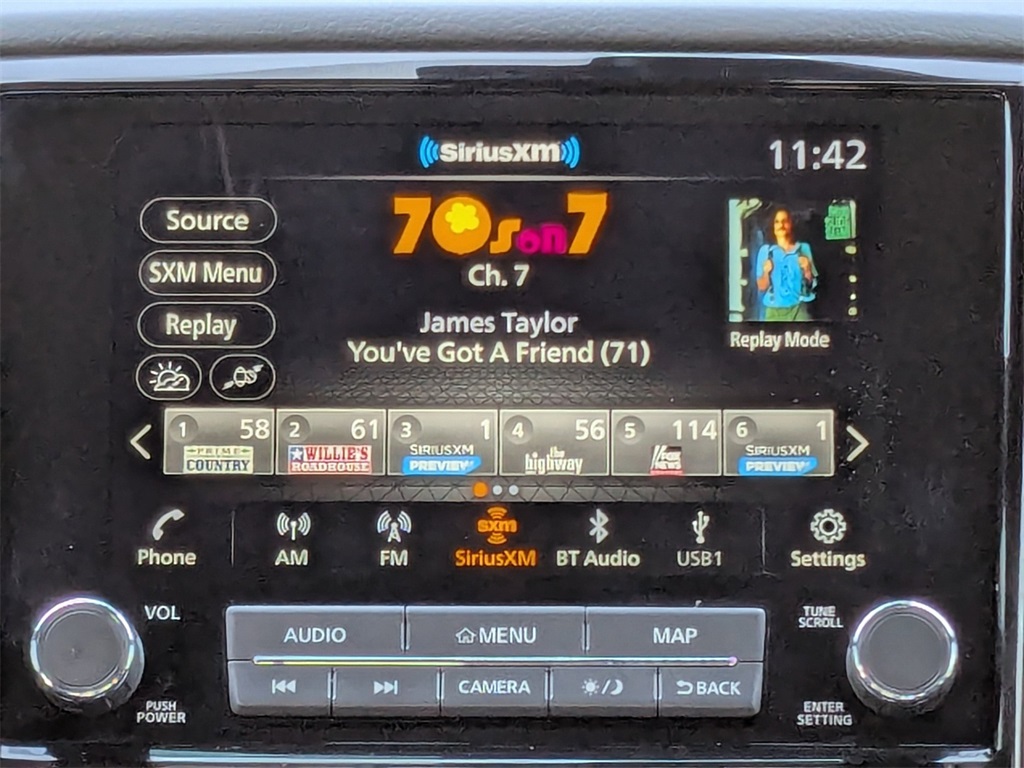 SiriusXM
11:42
Source
70s on 7
SXM Menu
Ch. 7
Replay
James Taylor
You've Got A Friend (71)
Replay Mode
1 58
PRIME
COUNTRY
2 61
WILLIE'S
ROADHOUSE
3 1
SIRIUSXM
PREVIEW
4 56
the
highway
5 114
FOX
NEWS
6 1
SIRIUSXM
PREVIEW
Phone
AM
FM
sxm
SiriusXM
BT Audio
USB1
Settings
VOL
AUDIO
MENU
MAP
TUNE
SCROLL
CAMERA
BACK
PUSH
POWER
ENTER
SETTING